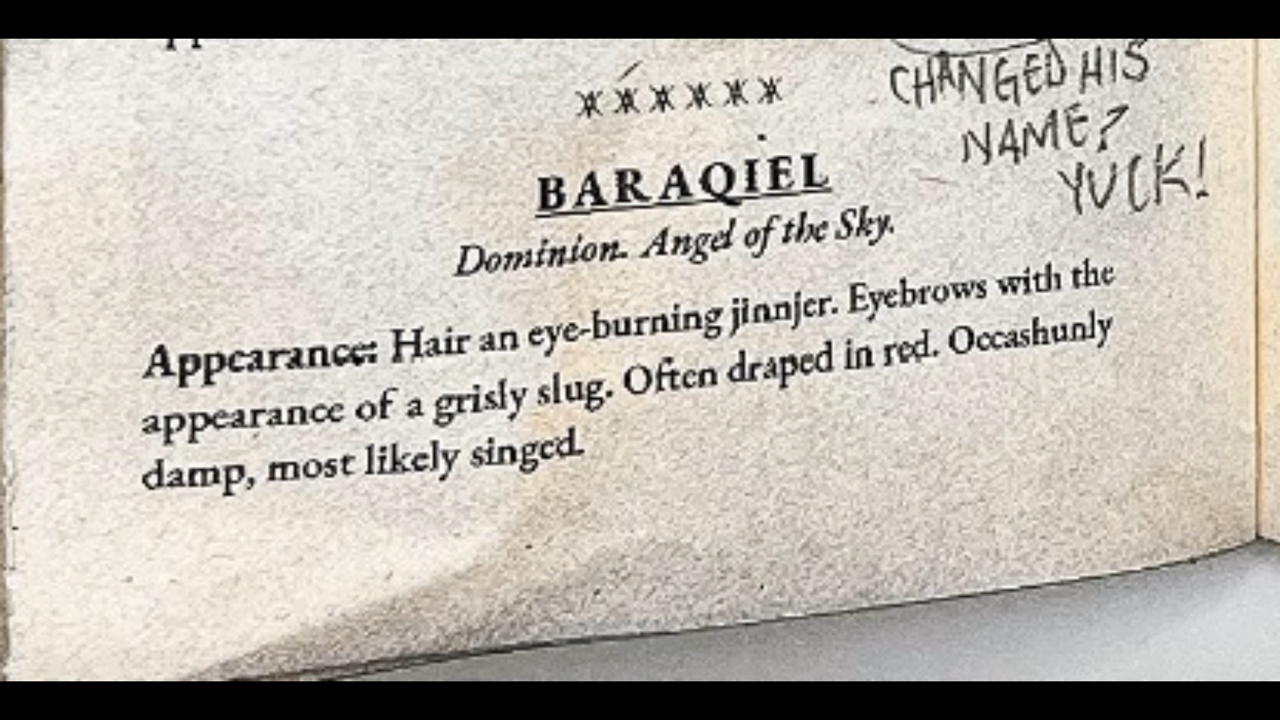 ******
CHANGED HIS
NAME?
YUCK!
BARAQIEL
Dominion. Angel of the Sky.
Appearance: Hair an eye-burning jinnjer. Eyebrows with the
appearance of a grisly slug. Often draped in red. Occashunly
damp, most likely singed.